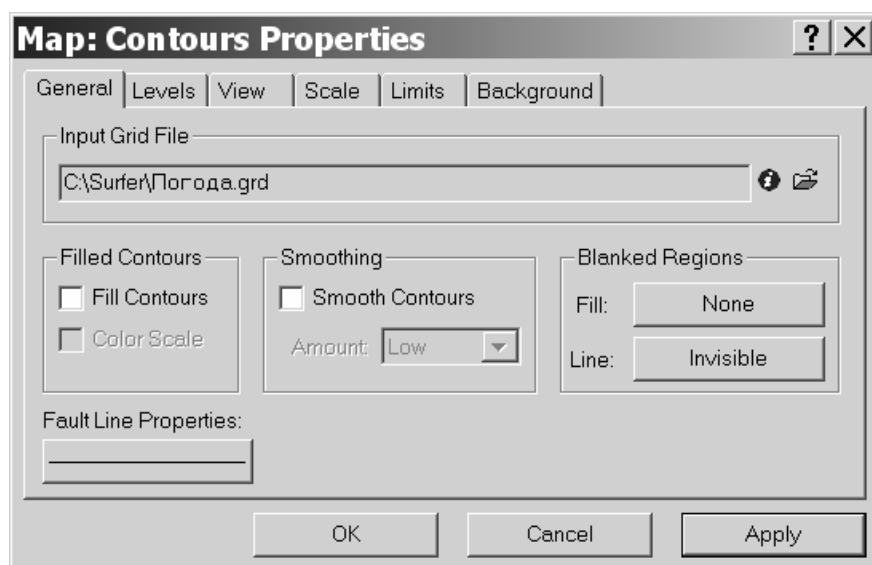 Map: Contours Properties
General Levels View Scale Limits Background
Input Grid File
C:\Surfer\Погода.grd
Filled Contours
Fill Contours
Color Scale
Smoothing
Smooth Contours
Amount: Low
Blanked Regions
Fill: None
Line: Invisible
Fault Line Properties:
OK Cancel Apply